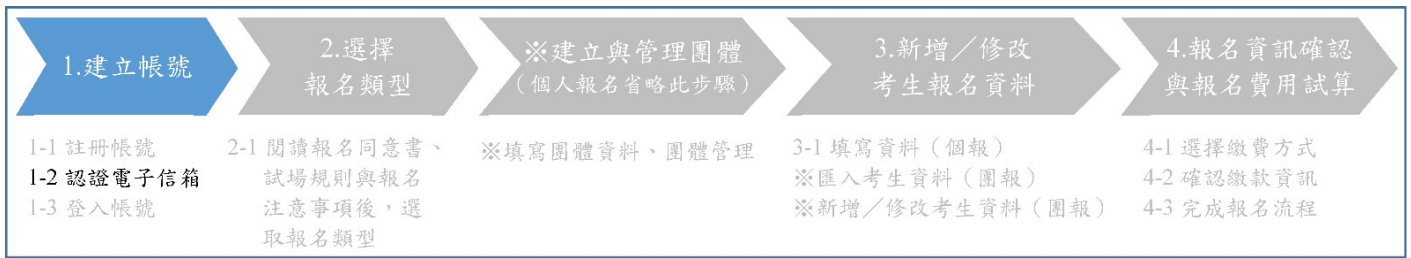 1.建立帳號
2.選擇
報名類型
※建立與管理團體
（個人報名省略此步驟）
3.新增／修改
考生報名資料
4.報名資訊確認
與報名費用試算
1-1 註冊帳號
1-2 認證電子信箱
1-3 登入帳號
2-1 閱讀報名同意書、
試場規則與報名
注意事項後，選
取報名類型
※填寫團體資料、團體管理
3-1 填寫資料（個報）
※匯入考生資料（團報）
※新增／修改考生資料（團報）
4-1 選擇繳費方式
4-2 確認繳款資訊
4-3 完成報名流程